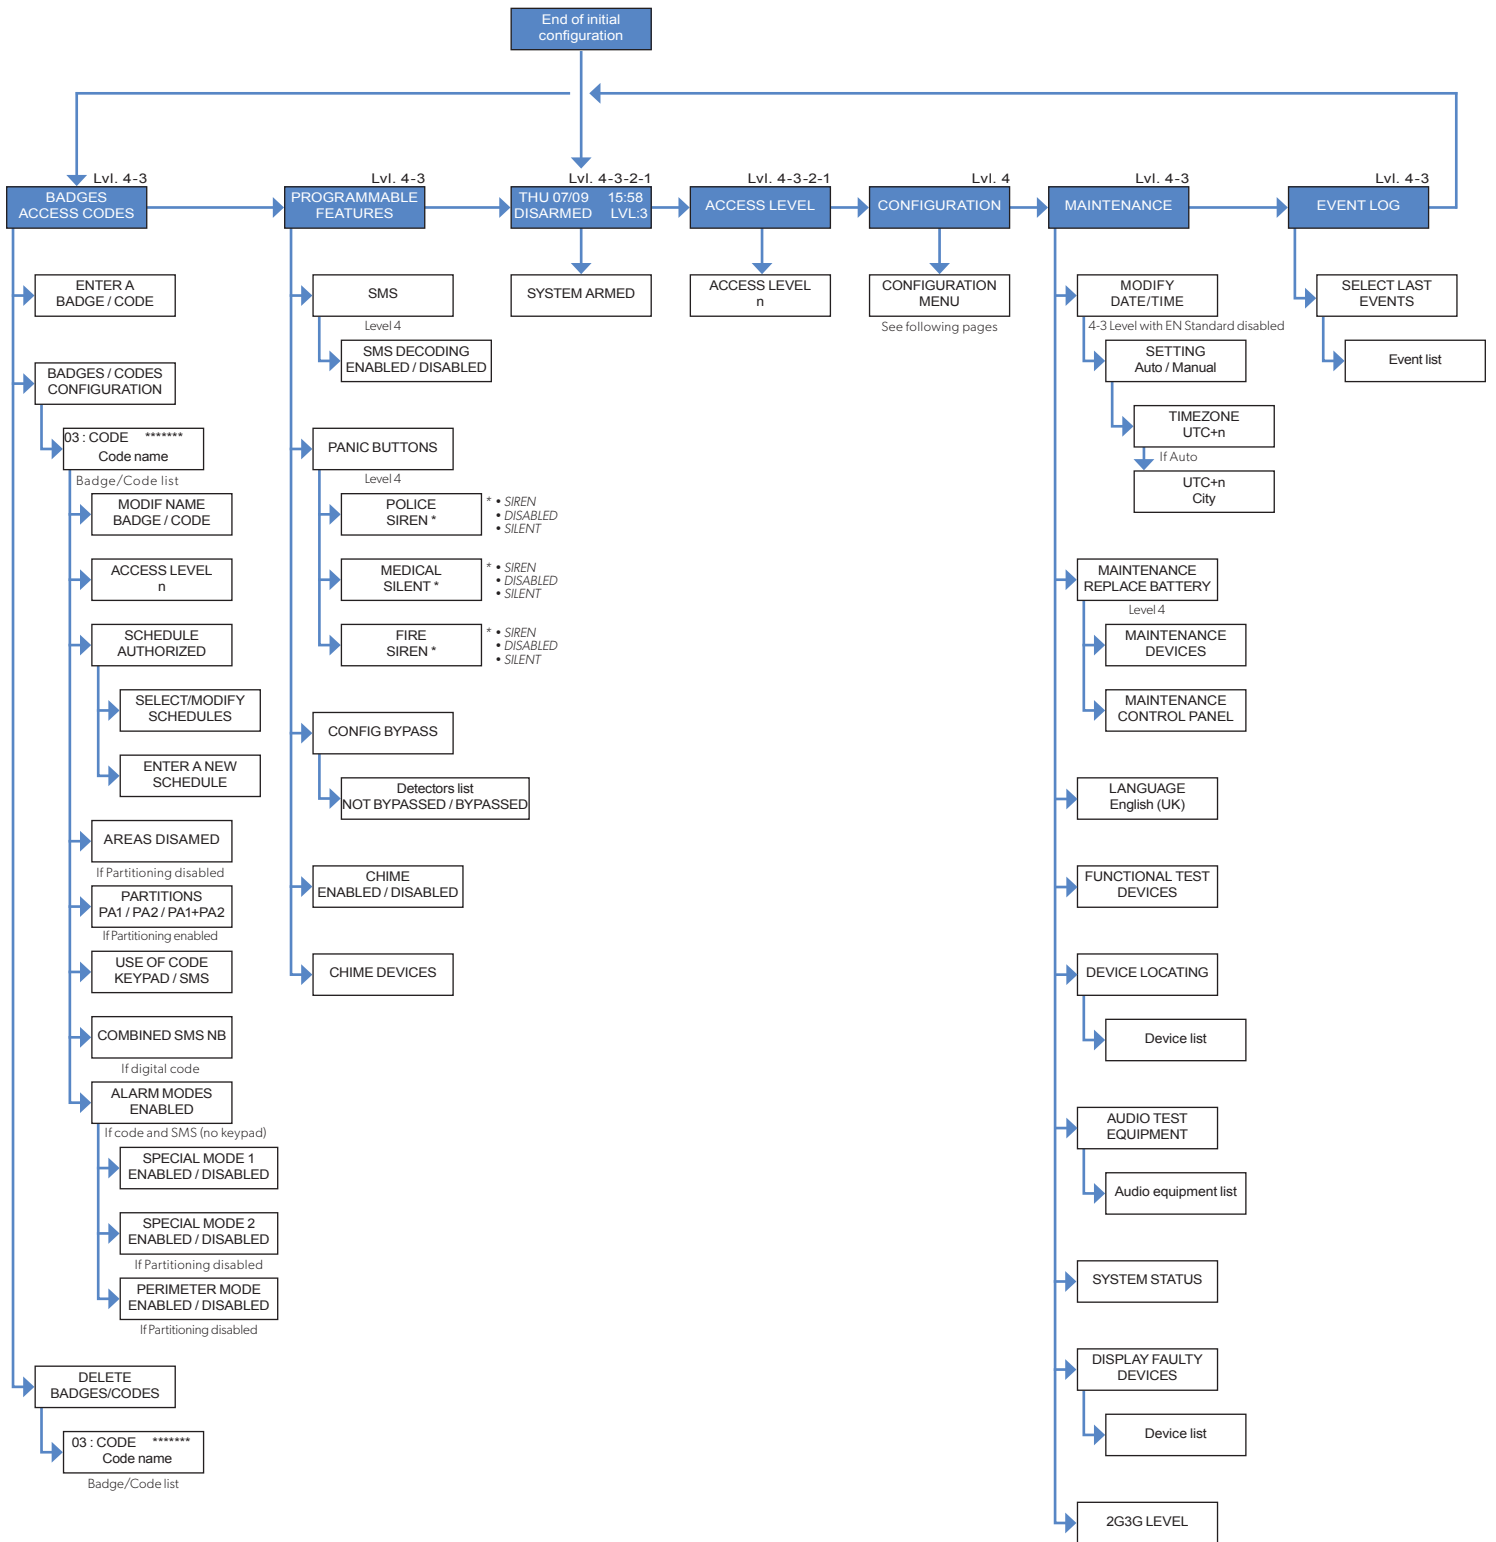 End of initial
configuration
Lvl. 4-3
BADGES
ACCESS CODES
Lvl. 4-3
PROGRAMMABLE
FEATURES
Lvl. 4-3-2-1
THU 07/09 15:58
DISARMED LVL:3
Lvl. 4-3-2-1
ACCESS LEVEL
Lvl. 4
CONFIGURATION
Lvl. 4-3
MAINTENANCE
Lvl. 4-3
EVENT LOG
ENTER A
BADGE / CODE
BADGES / CODES
CONFIGURATION
03 : CODE *******
Code name
Badge/Code list
MODIF NAME
BADGE / CODE
ACCESS LEVEL
n
SCHEDULE
AUTHORIZED
SELECT/MODIFY
SCHEDULES
ENTER A NEW
SCHEDULE
AREAS DISAMED
If Partitioning disabled
PARTITIONS
PA1 / PA2 / PA1+PA2
If Partitioning enabled
USE OF CODE
KEYPAD / SMS
COMBINED SMS NB
If digital code
ALARM MODES
ENABLED
If code and SMS (no keypad)
SPECIAL MODE 1
ENABLED / DISABLED
SPECIAL MODE 2
ENABLED / DISABLED
If Partitioning disabled
PERIMETER MODE
ENABLED / DISABLED
If Partitioning disabled
DELETE
BADGES/CODES
03 : CODE *******
Code name
Badge/Code list
SMS
Level 4
SMS DECODING
ENABLED / DISABLED
PANIC BUTTONS
Level 4
POLICE
SIREN *
* • SIREN
• DISABLED
• SILENT
MEDICAL
SILENT *
* • SIREN
• DISABLED
• SILENT
FIRE
SIREN *
* • SIREN
• DISABLED
• SILENT
CONFIG BYPASS
Detectors list
NOT BYPASSED / BYPASSED
CHIME
ENABLED / DISABLED
CHIME DEVICES
SYSTEM ARMED
ACCESS LEVEL
n
CONFIGURATION
MENU
See following pages
MODIFY
DATE/TIME
4-3 Level with EN Standard disabled
SETTING
Auto / Manual
TIMEZONE
UTC+n
If Auto
UTC+n
City
MAINTENANCE
REPLACE BATTERY
Level 4
MAINTENANCE
DEVICES
MAINTENANCE
CONTROL PANEL
LANGUAGE
English (UK)
FUNCTIONAL TEST
DEVICES
DEVICE LOCATING
Device list
AUDIO TEST
EQUIPMENT
Audio equipment list
SYSTEM STATUS
DISPLAY FAULTY
DEVICES
Device list
2G3G LEVEL
SELECT LAST
EVENTS
Event list